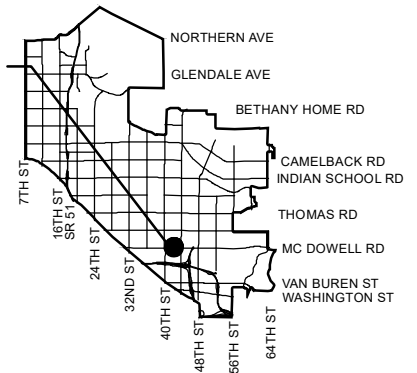 NORTHERN AVE
GLENDALE AVE
BETHANY HOME RD
CAMELBACK RD
INDIAN SCHOOL RD
THOMAS RD
MC DOWELL RD
VAN BUREN ST
WASHINGTON ST
7TH ST
16TH ST
SR 51
24TH ST
32ND ST
40TH ST
48TH ST
56TH ST
64TH ST